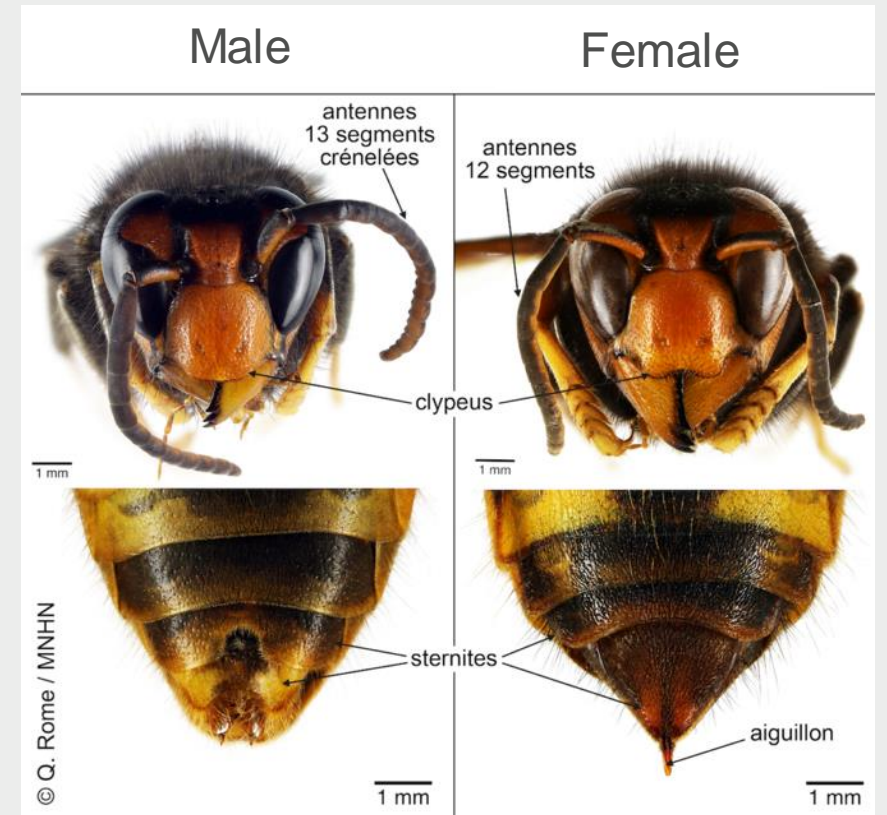 Male
Female
antennes
13 segments
crénelées
antennes
12 segments
clypeus
1 mm
1 mm
sternites
aiguillon
© Q. Rome / MNHN
1 mm
1 mm